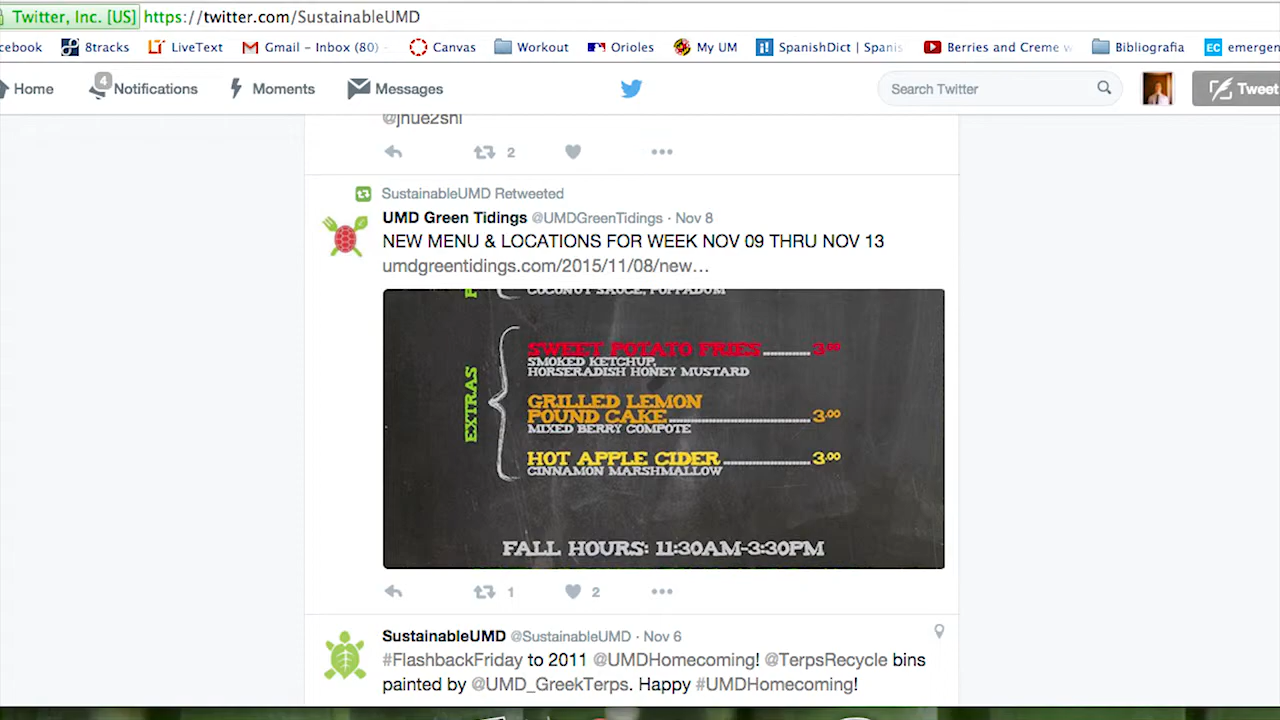 Twitter, Inc. [US] https://twitter.com/SustainableUMD
cebook 8tracks LiveText Gmail - Inbox (80) - Canvas Workout Orioles My UM SpanishDict | Spanis Berries and Creme w Bibliografia EC emergen
Home 4 Notifications Moments Messages Search Twitter Tweet
@jhue2shi
2
SustainableUMD Retweeted
UMD Green Tidings @UMDGreenTidings · Nov 8
NEW MENU & LOCATIONS FOR WEEK NOV 09 THRU NOV 13
umdgreentidings.com/2015/11/08/new…
COCONUT SAUCE, POPPADUM
EXTRAS
SWEET POTATO FRIES 3.00
SMOKED KETCHUP,
HORSERADISH HONEY MUSTARD
GRILLED LEMON
POUND CAKE 3.00
MIXED BERRY COMPOTE
HOT APPLE CIDER 3.00
CINNAMON MARSHMALLOW
FALL HOURS: 11:30AM-3:30PM
1 2
SustainableUMD @SustainableUMD · Nov 6
#FlashbackFriday to 2011 @UMDHomecoming! @TerpsRecycle bins
painted by @UMD_GreekTerps. Happy #UMDHomecoming!